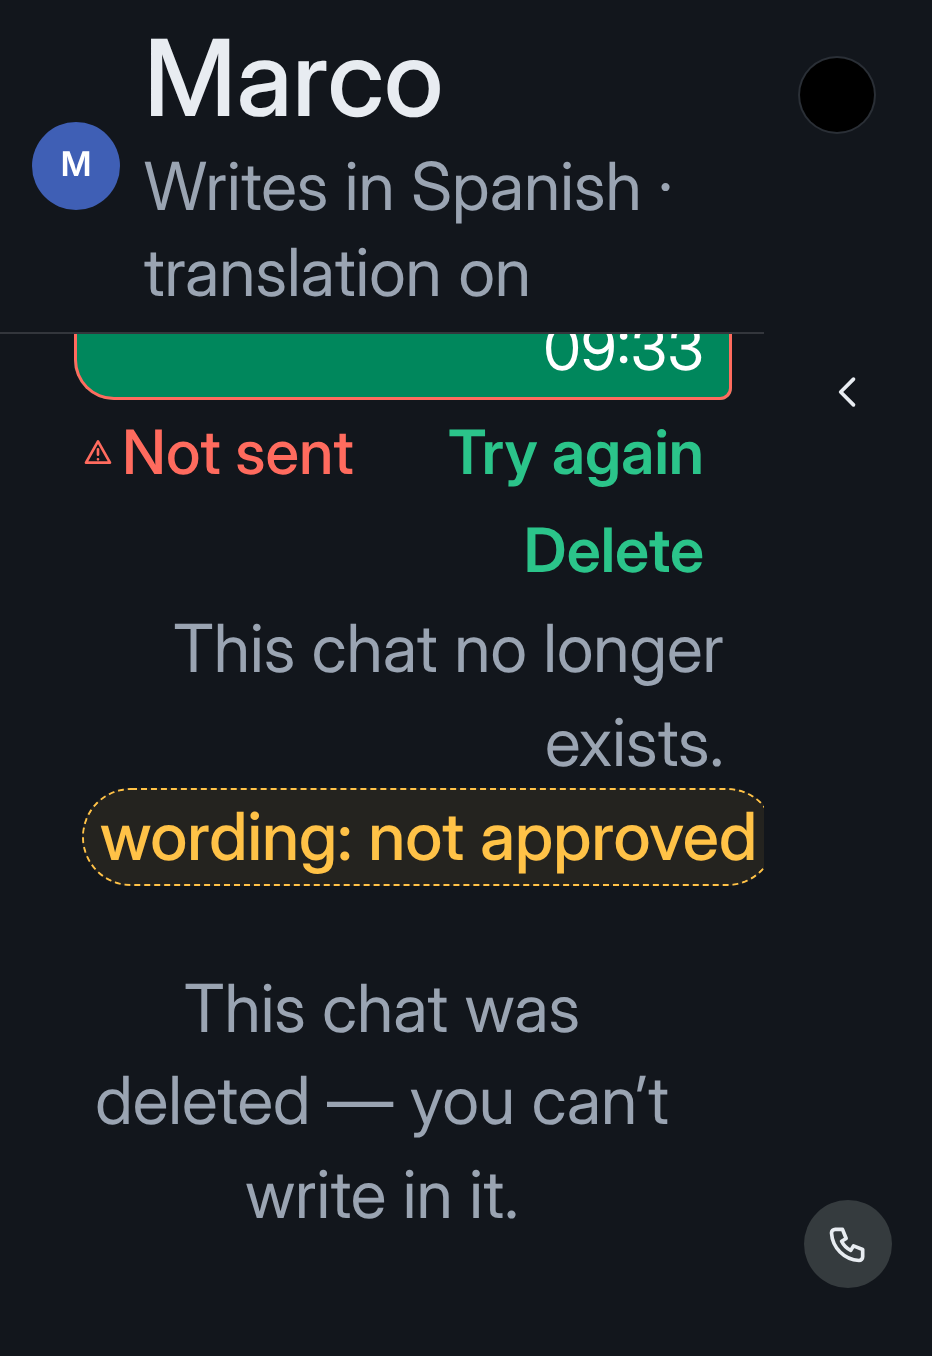 Marco
M
Writes in Spanish ·
translation on
09:33
Not sent Try again
Delete
This chat no longer
exists.
wording: not approved
This chat was
deleted — you can’t
write in it.